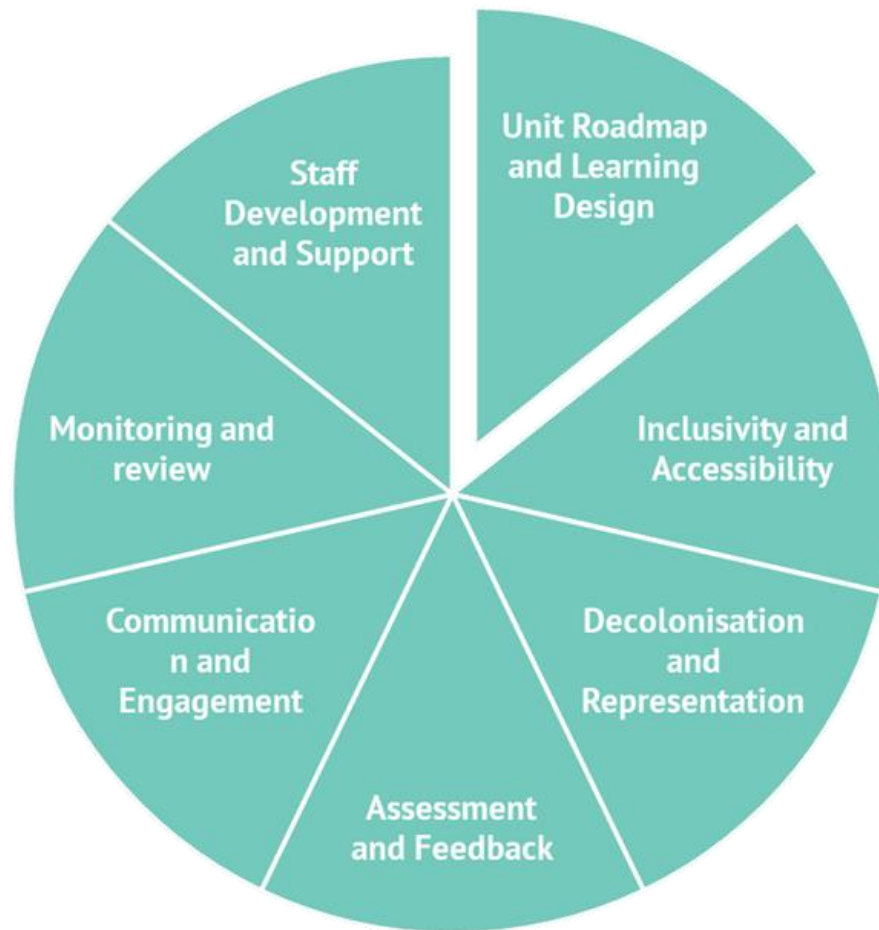 Unit Roadmap
and Learning
Design
Inclusivity and
Accessibility
Decolonisation
and
Representation
Assessment
and Feedback
Communicatio
n and
Engagement
Monitoring and
review
Staff
Development
and Support